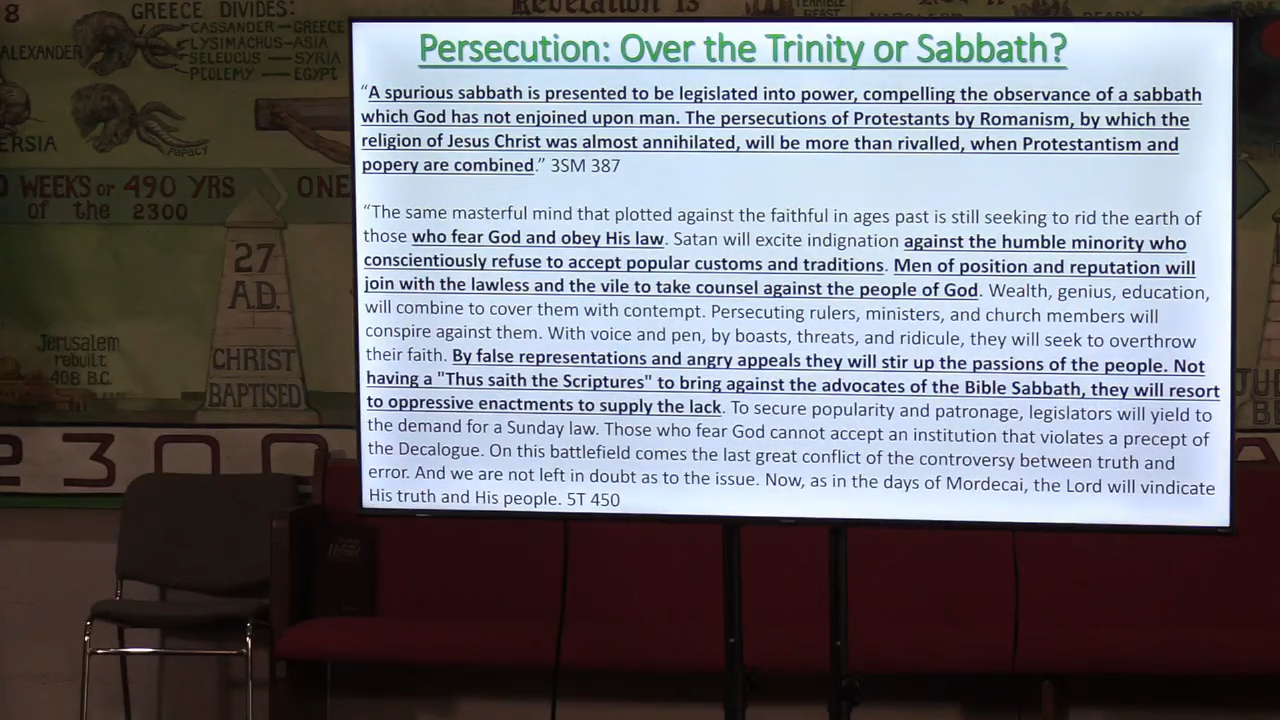 8
GREECE DIVIDES:
CASSANDER — GREECE
LYSIMACHUS — ASIA
SELEUCUS — SYRIA
PTOLEMY — EGYPT
ALEXANDER
PAPACY
Revelation 13
TERRIBLE
BEAST
DEADLY
WEEKS or 490 YRS
of the 2300
ONE
27
A.D.
CHRIST
BAPTISED
Jerusalem
rebuilt
408 B.C.
2300
Persecution: Over the Trinity or Sabbath?
“A spurious sabbath is presented to be legislated into power, compelling the observance of a sabbath
which God has not enjoined upon man. The persecutions of Protestants by Romanism, by which the
religion of Jesus Christ was almost annihilated, will be more than rivalled, when Protestantism and
popery are combined.” 3SM 387
“The same masterful mind that plotted against the faithful in ages past is still seeking to rid the earth of
those who fear God and obey His law. Satan will excite indignation against the humble minority who
conscientiously refuse to accept popular customs and traditions. Men of position and reputation will
join with the lawless and the vile to take counsel against the people of God. Wealth, genius, education,
will combine to cover them with contempt. Persecuting rulers, ministers, and church members will
conspire against them. With voice and pen, by boasts, threats, and ridicule, they will seek to overthrow
their faith. By false representations and angry appeals they will stir up the passions of the people. Not
having a "Thus saith the Scriptures" to bring against the advocates of the Bible Sabbath, they will resort
to oppressive enactments to supply the lack. To secure popularity and patronage, legislators will yield to
the demand for a Sunday law. Those who fear God cannot accept an institution that violates a precept of
the Decalogue. On this battlefield comes the last great conflict of the controversy between truth and
error. And we are not left in doubt as to the issue. Now, as in the days of Mordecai, the Lord will vindicate
His truth and His people. 5T 450